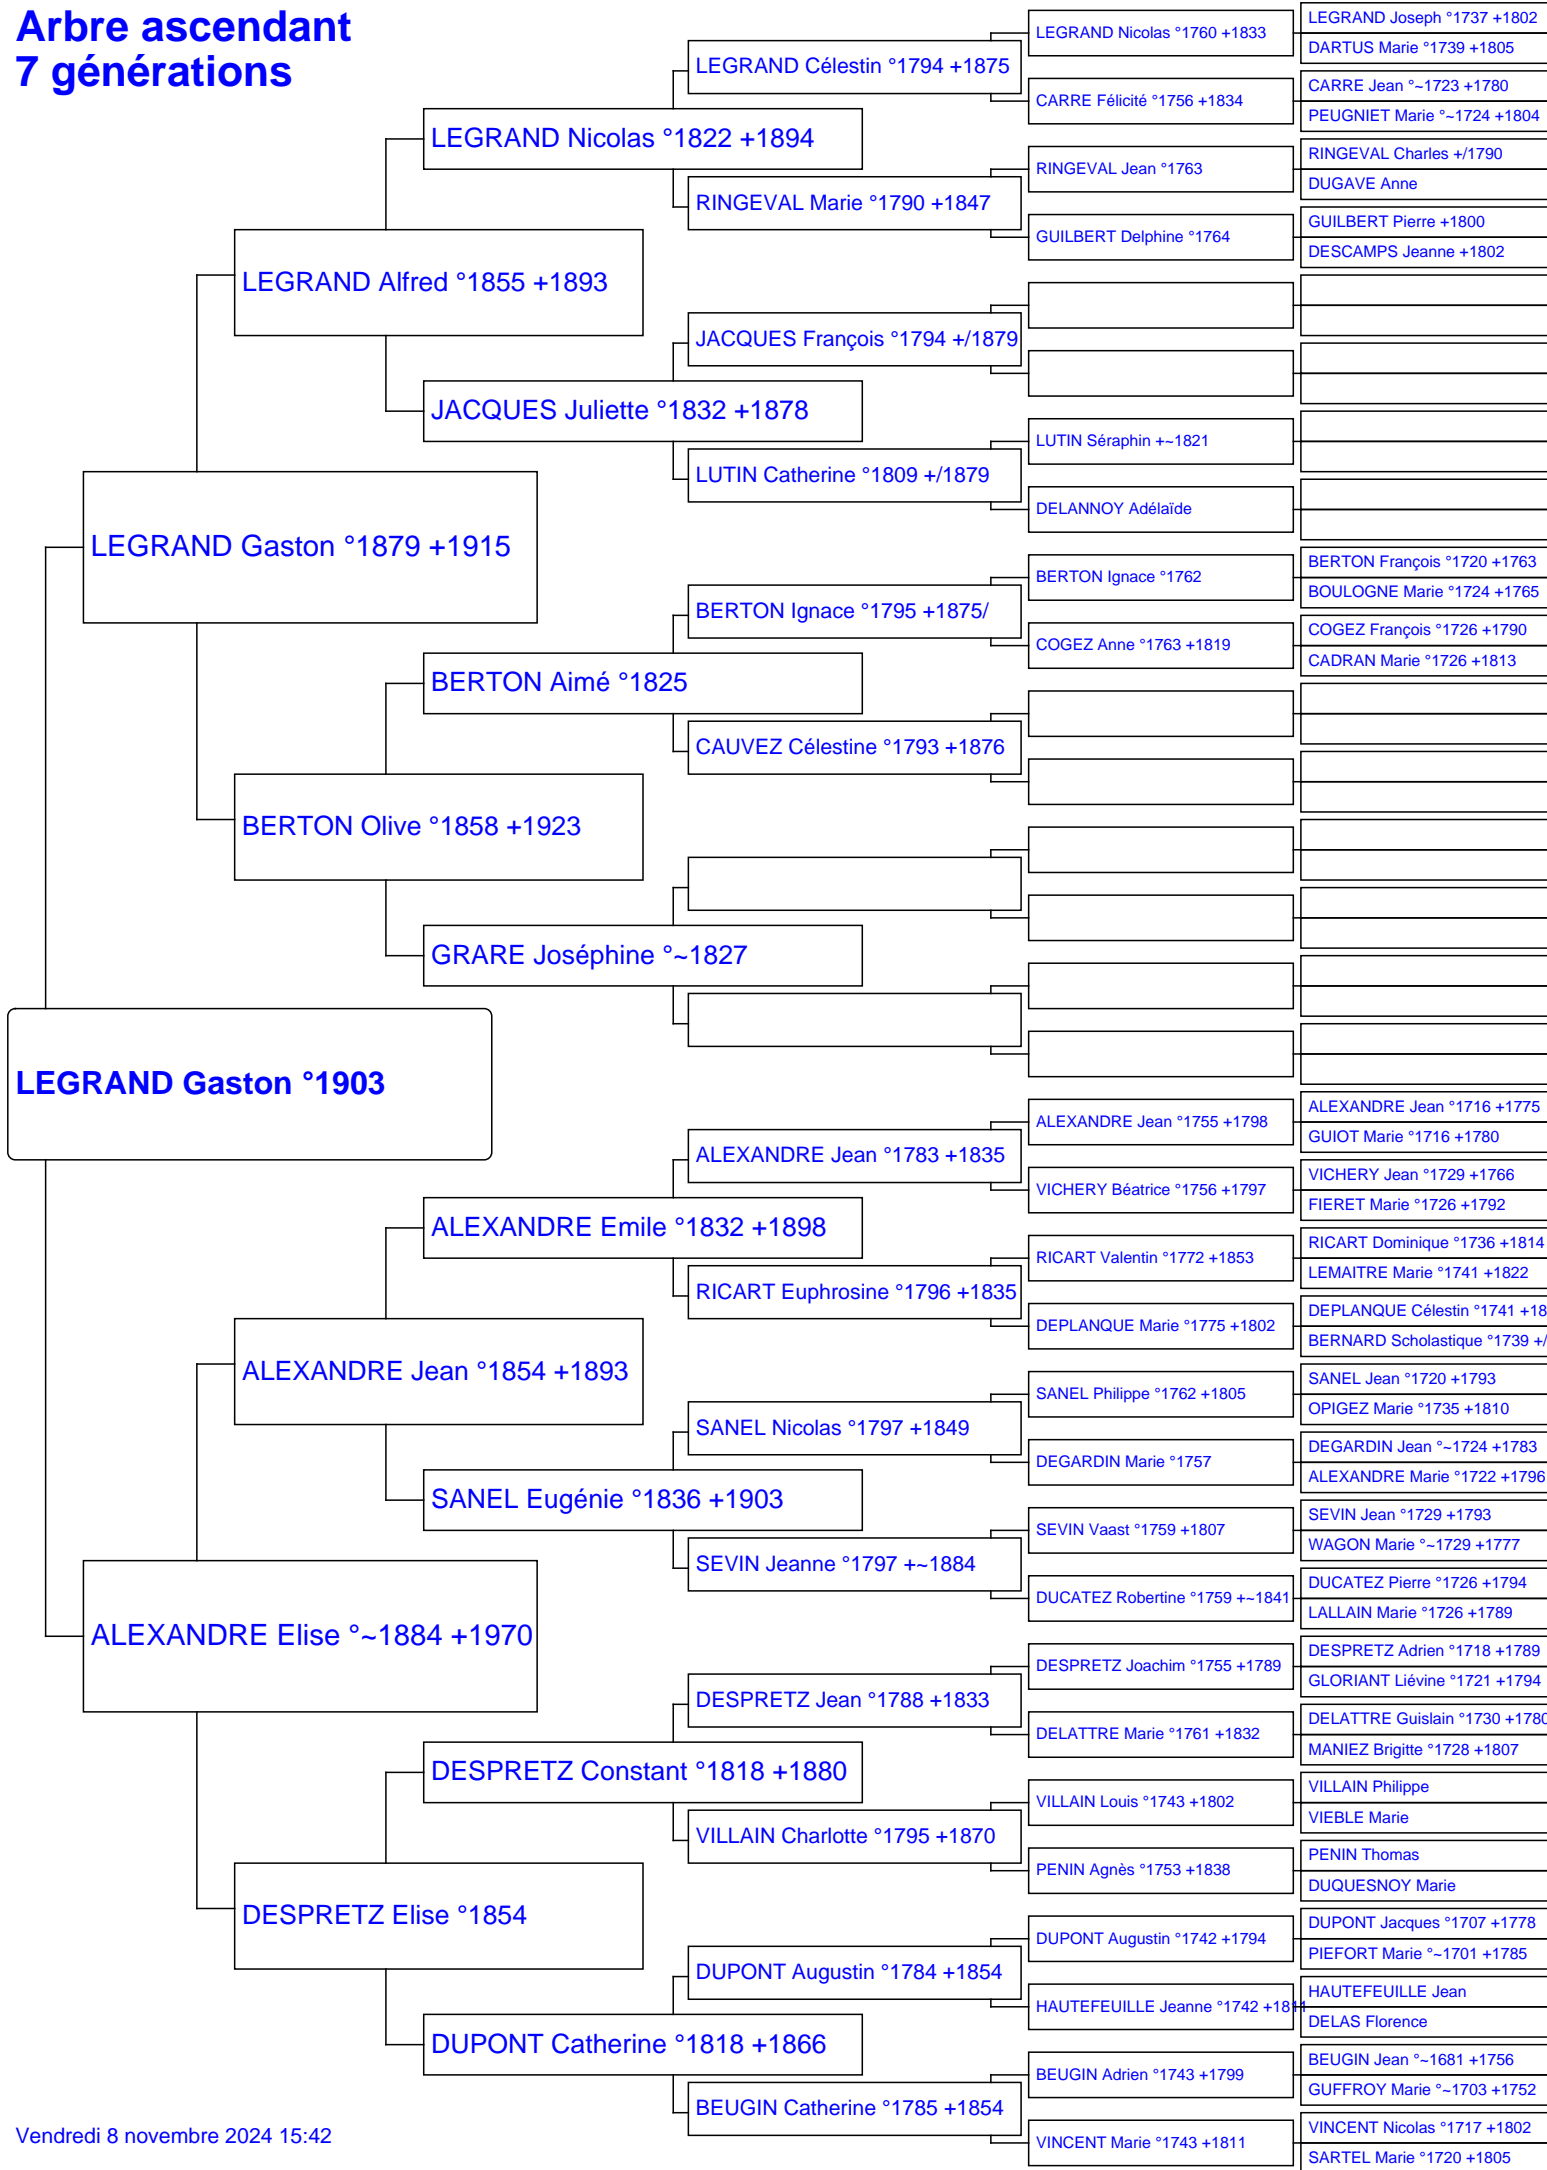 Arbre ascendant
7 générations
LEGRAND Gaston °1903
LEGRAND Gaston °1879 +1915
ALEXANDRE Elise °~1884 +1970
LEGRAND Alfred °1855 +1893
BERTON Olive °1858 +1923
ALEXANDRE Jean °1854 +1893
DESPRETZ Elise °1854
LEGRAND Nicolas °1822 +1894
JACQUES Juliette °1832 +1878
BERTON Aimé °1825
GRARE Joséphine °~1827
ALEXANDRE Emile °1832 +1898
SANEL Eugénie °1836 +1903
DESPRETZ Constant °1818 +1880
DUPONT Catherine °1818 +1866
LEGRAND Célestin °1794 +1875
RINGEVAL Marie °1790 +1847
JACQUES François °1794 +/1879
LUTIN Catherine °1809 +/1879
BERTON Ignace °1795 +1875/
CAUVEZ Célestine °1793 +1876
ALEXANDRE Jean °1783 +1835
RICART Euphrosine °1796 +1835
SANEL Nicolas °1797 +1849
SEVIN Jeanne °1797 +~1884
DESPRETZ Jean °1788 +1833
VILLAIN Charlotte °1795 +1870
DUPONT Augustin °1784 +1854
BEUGIN Catherine °1785 +1854
LEGRAND Nicolas °1760 +1833
CARRE Félicité °1756 +1834
RINGEVAL Jean °1763
GUILBERT Delphine °1764
LUTIN Séraphin +~1821
DELANNOY Adélaïde
BERTON Ignace °1762
COGEZ Anne °1763 +1819
ALEXANDRE Jean °1755 +1798
VICHERY Béatrice °1756 +1797
RICART Valentin °1772 +1853
DEPLANQUE Marie °1775 +1802
SANEL Philippe °1762 +1805
DEGARDIN Marie °1757
SEVIN Vaast °1759 +1807
DUCATEZ Robertine °1759 +~1841
DESPRETZ Joachim °1755 +1789
DELATTRE Marie °1761 +1832
VILLAIN Louis °1743 +1802
PENIN Agnès °1753 +1838
DUPONT Augustin °1742 +1794
HAUTEFEUILLE Jeanne °1742 +1811
BEUGIN Adrien °1743 +1799
VINCENT Marie °1743 +1811
LEGRAND Joseph °1737 +1802
DARTUS Marie °1739 +1805
CARRE Jean °~1723 +1780
PEUGNIET Marie °~1724 +1804
RINGEVAL Charles +/1790
DUGAVE Anne
GUILBERT Pierre +1800
DESCAMPS Jeanne +1802
BERTON François °1720 +1763
BOULOGNE Marie °1724 +1765
COGEZ François °1726 +1790
CADRAN Marie °1726 +1813
ALEXANDRE Jean °1716 +1775
GUIOT Marie °1716 +1780
VICHERY Jean °1729 +1766
FIERET Marie °1726 +1792
RICART Dominique °1736 +1814
LEMAITRE Marie °1741 +1822
DEPLANQUE Célestin °1741 +18
BERNARD Scholastique °1739 +/
SANEL Jean °1720 +1793
OPIGEZ Marie °1735 +1810
DEGARDIN Jean °~1724 +1783
ALEXANDRE Marie °1722 +1796
SEVIN Jean °1729 +1793
WAGON Marie °~1729 +1777
DUCATEZ Pierre °1726 +1794
LALLAIN Marie °1726 +1789
DESPRETZ Adrien °1718 +1789
GLORIANT Liévine °1721 +1794
DELATTRE Guislain °1730 +1780
MANIEZ Brigitte °1728 +1807
VILLAIN Philippe
VIEBLE Marie
PENIN Thomas
DUQUESNOY Marie
DUPONT Jacques °1707 +1778
PIEFORT Marie °~1701 +1785
HAUTEFEUILLE Jean
DELAS Florence
BEUGIN Jean °~1681 +1756
GUFFROY Marie °~1703 +1752
VINCENT Nicolas °1717 +1802
SARTEL Marie °1720 +1805
Vendredi 8 novembre 2024 15:42